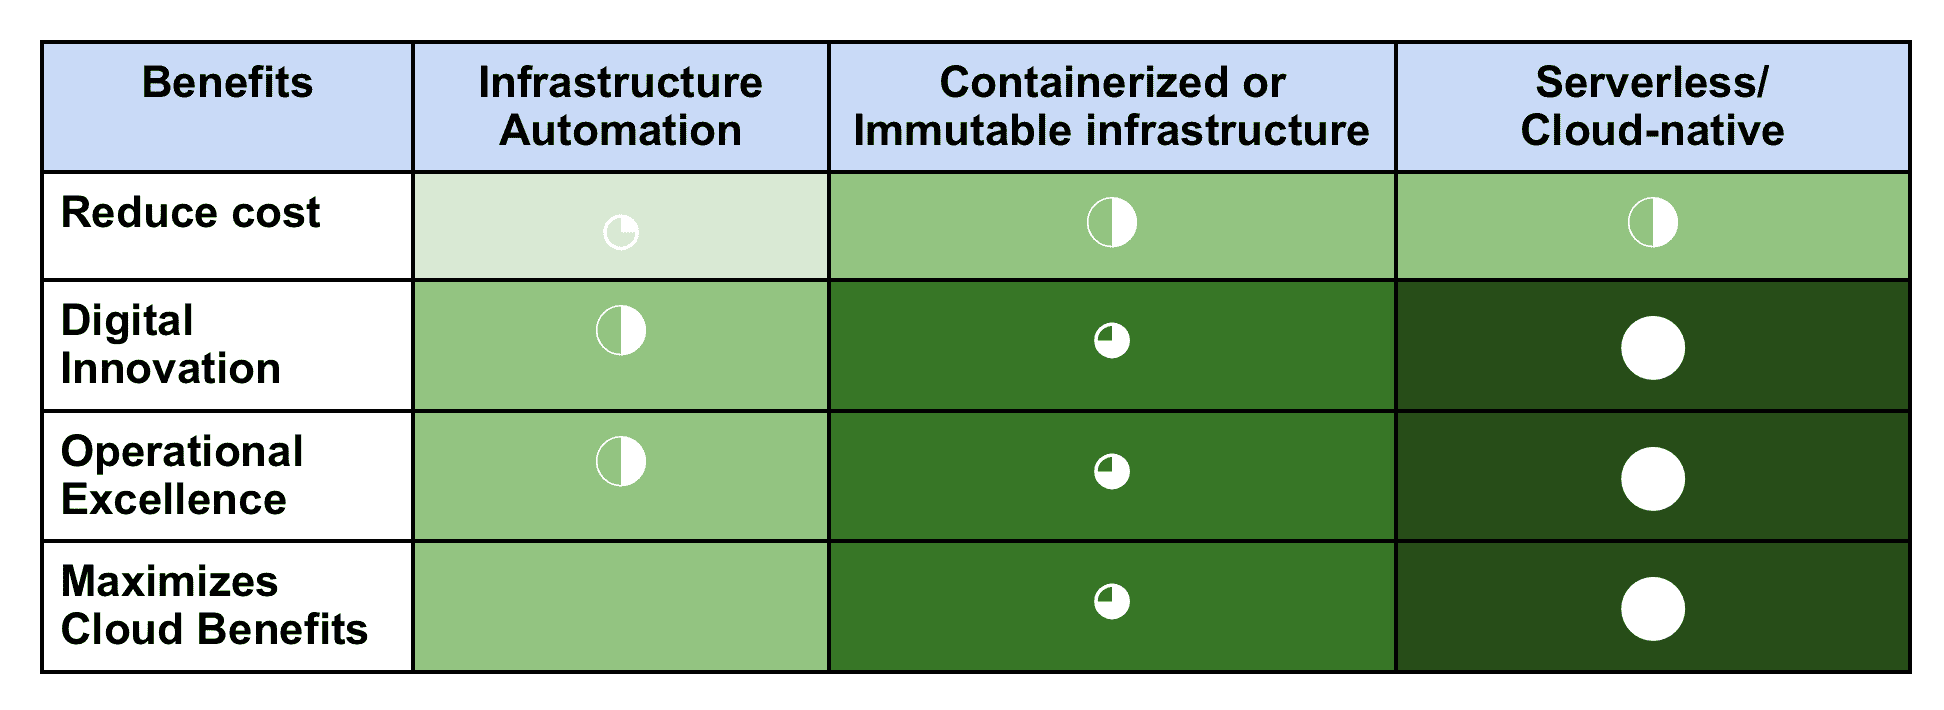 Benefits
Infrastructure
Automation
Containerized or
Immutable infrastructure
Serverless/
Cloud-native
Reduce cost
Digital
Innovation
Operational
Excellence
Maximizes
Cloud Benefits